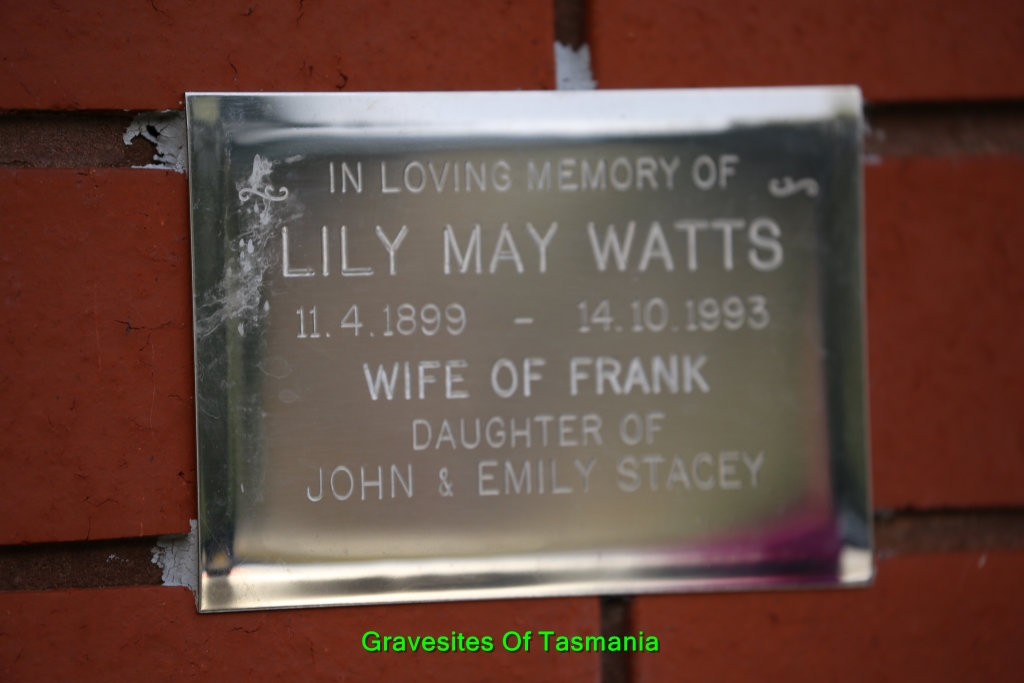 IN LOVING MEMORY OF
LILY MAY WATTS
11.4.1899 - 14.10.1993
WIFE OF FRANK
DAUGHTER OF
JOHN & EMILY STACEY
Gravesites Of Tasmania